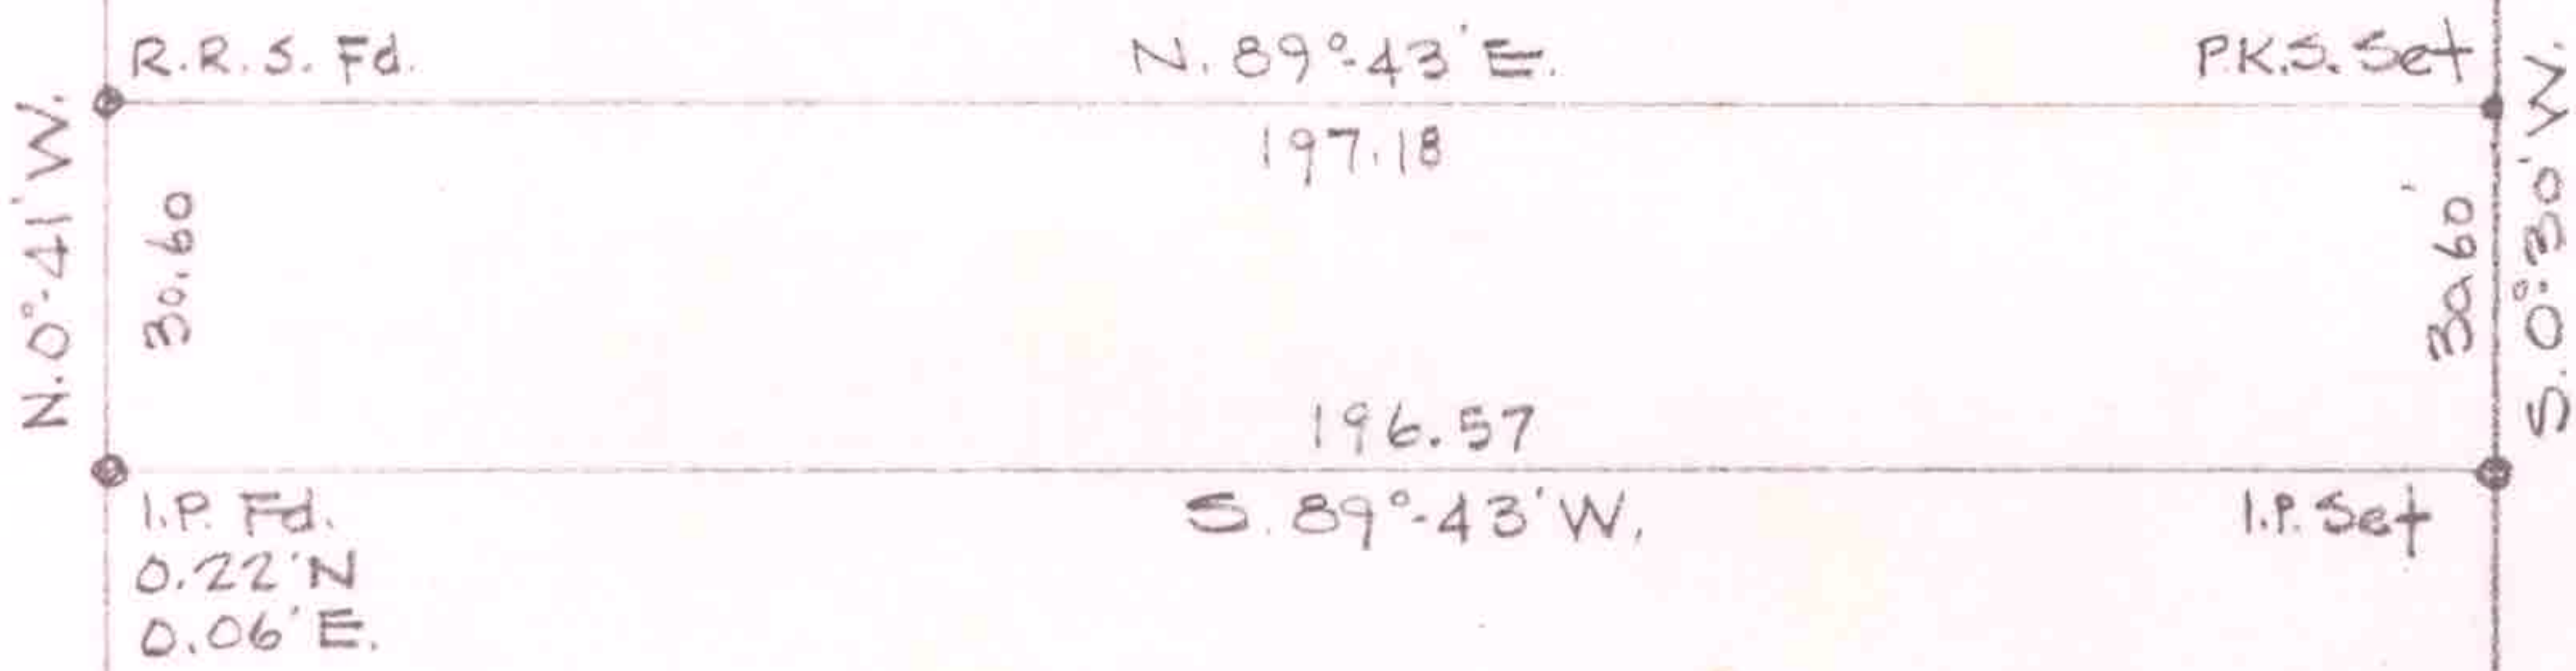 R.R.S. Fd.
N. 89°-43' E.
P.K.S. Set
197.18
N. 0°-41' W.
30.60
30.60
S. 0°-30' W.
196.57
I.P. Fd.
0.22' N
0.06' E.
S. 89°-43' W.
I.P. Set